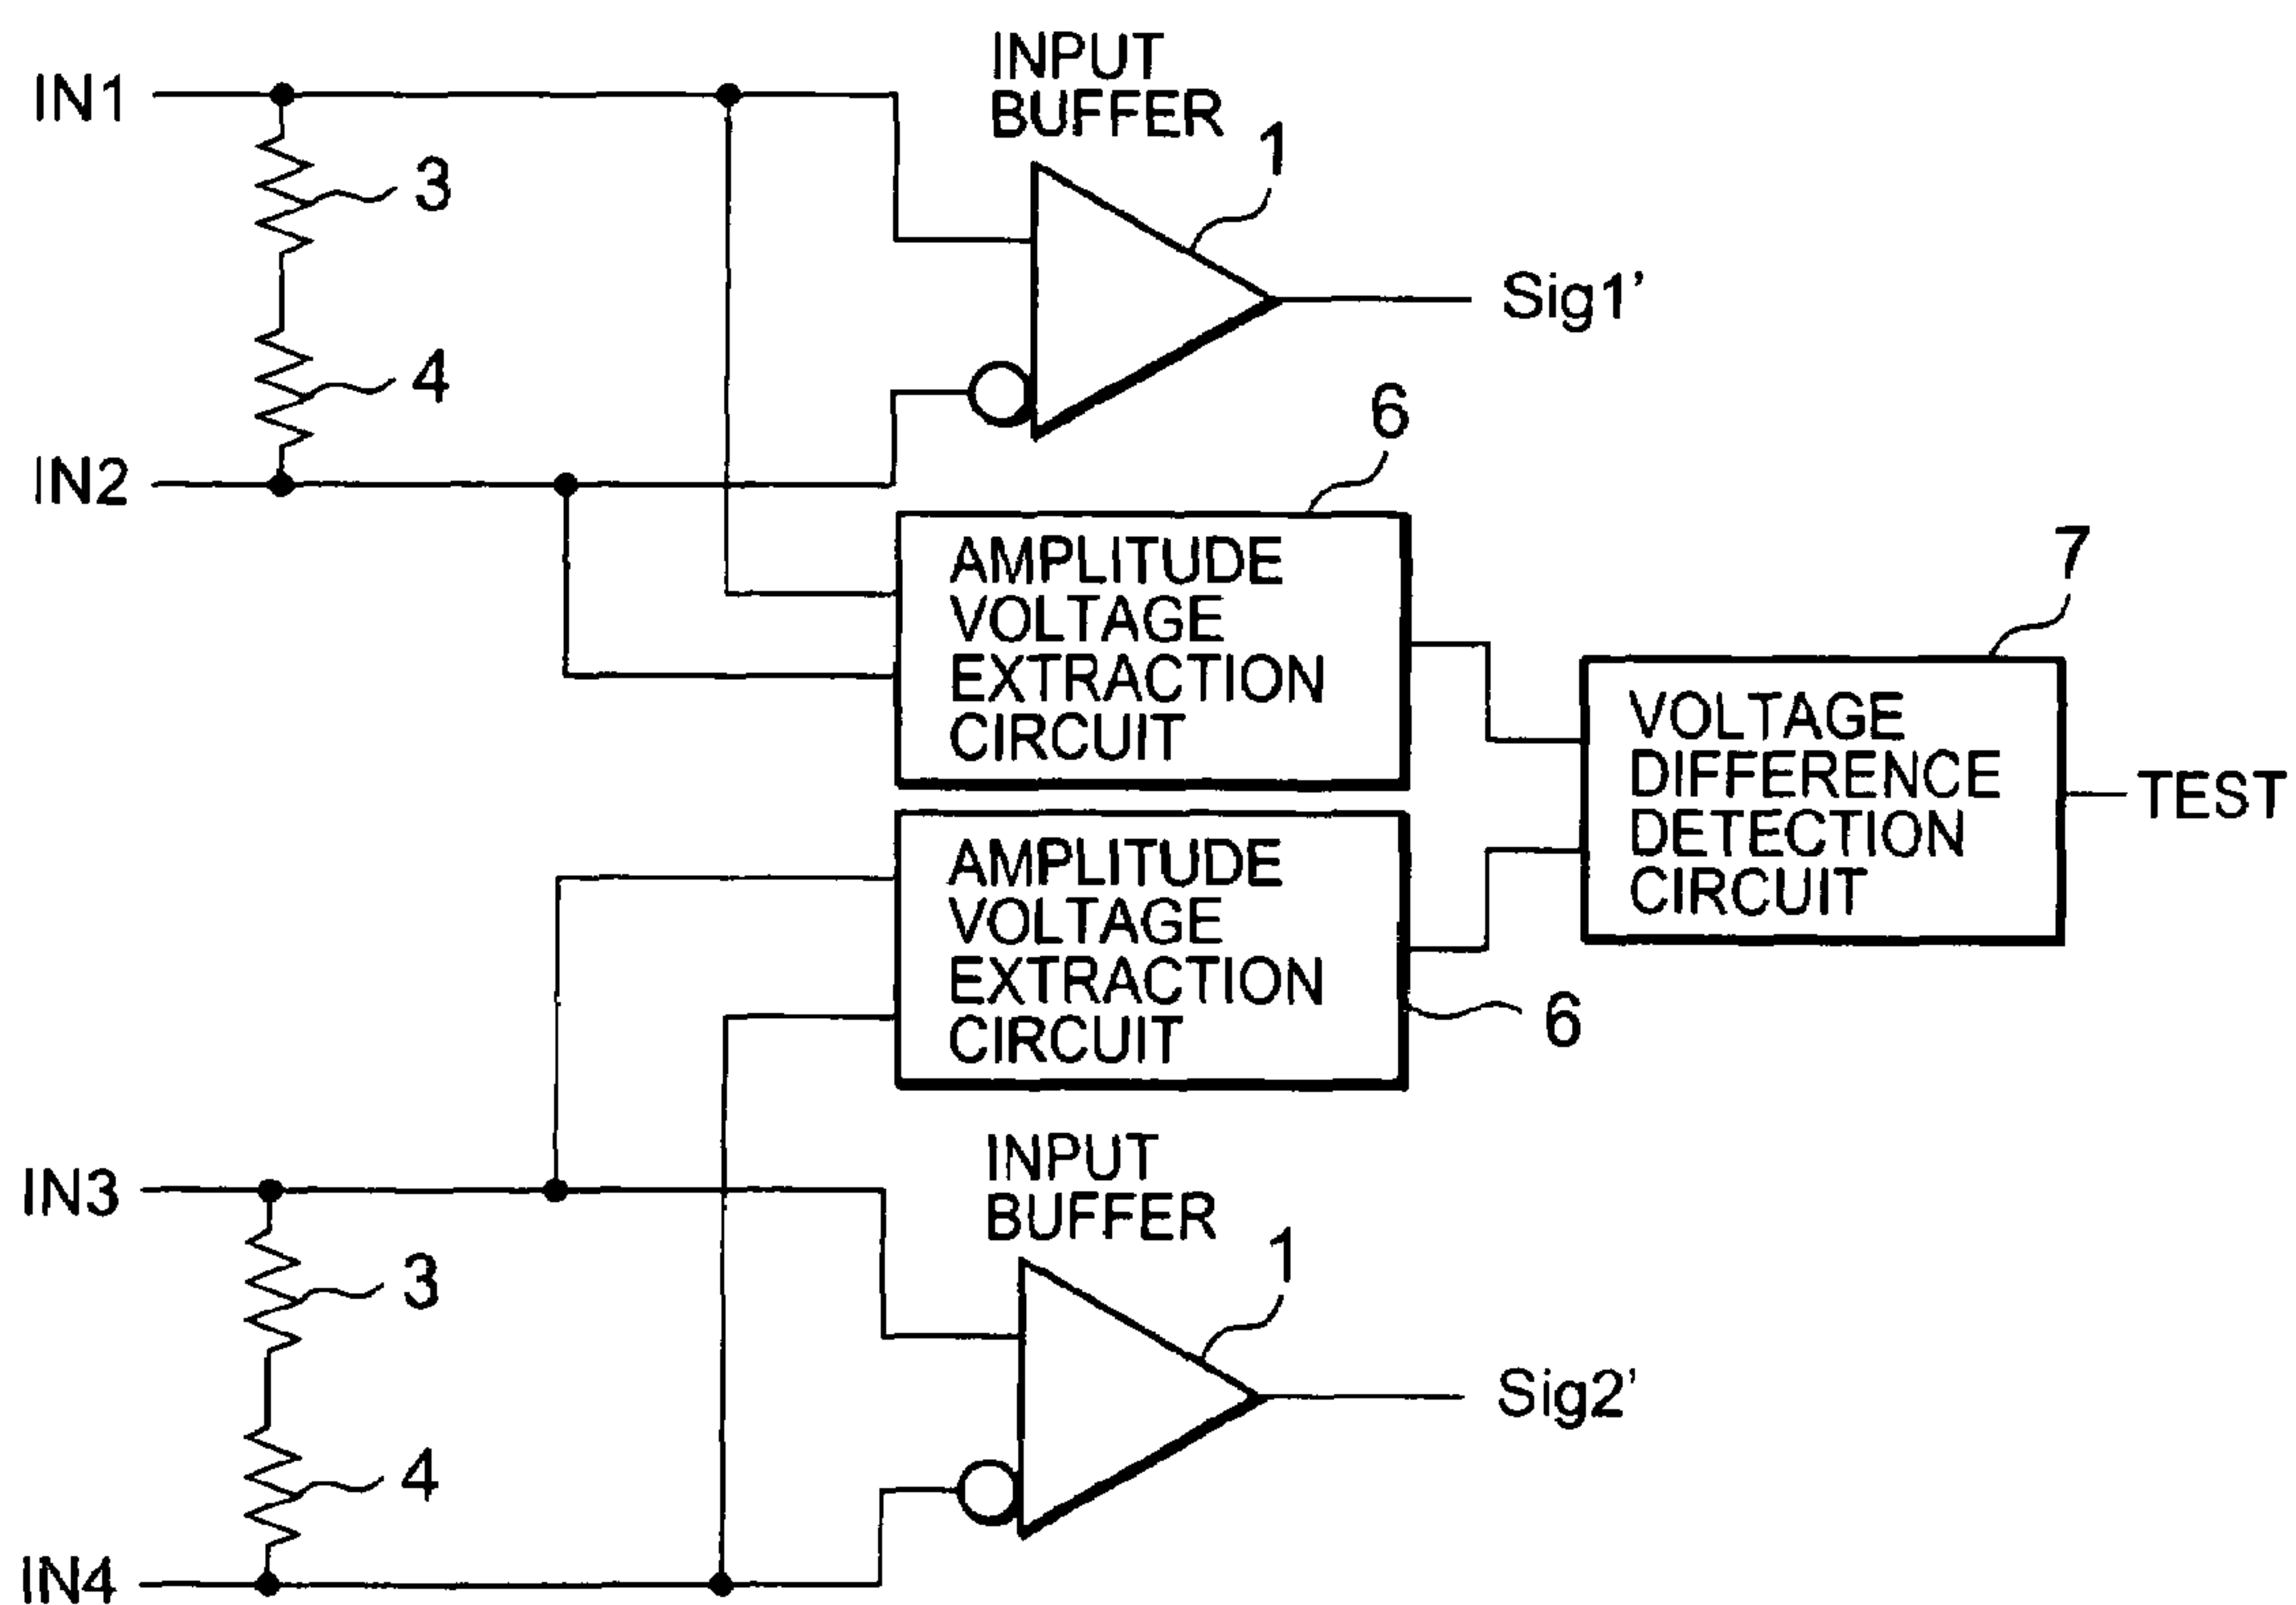 INPUT
BUFFER
IN1
1
3
Sig1’
4
6
IN2
AMPLITUDE
VOLTAGE
EXTRACTION
CIRCUIT
7
VOLTAGE
DIFFERENCE
DETECTION
CIRCUIT
TEST
AMPLITUDE
VOLTAGE
EXTRACTION
CIRCUIT
6
INPUT
BUFFER
IN3
1
3
Sig2’
4
IN4